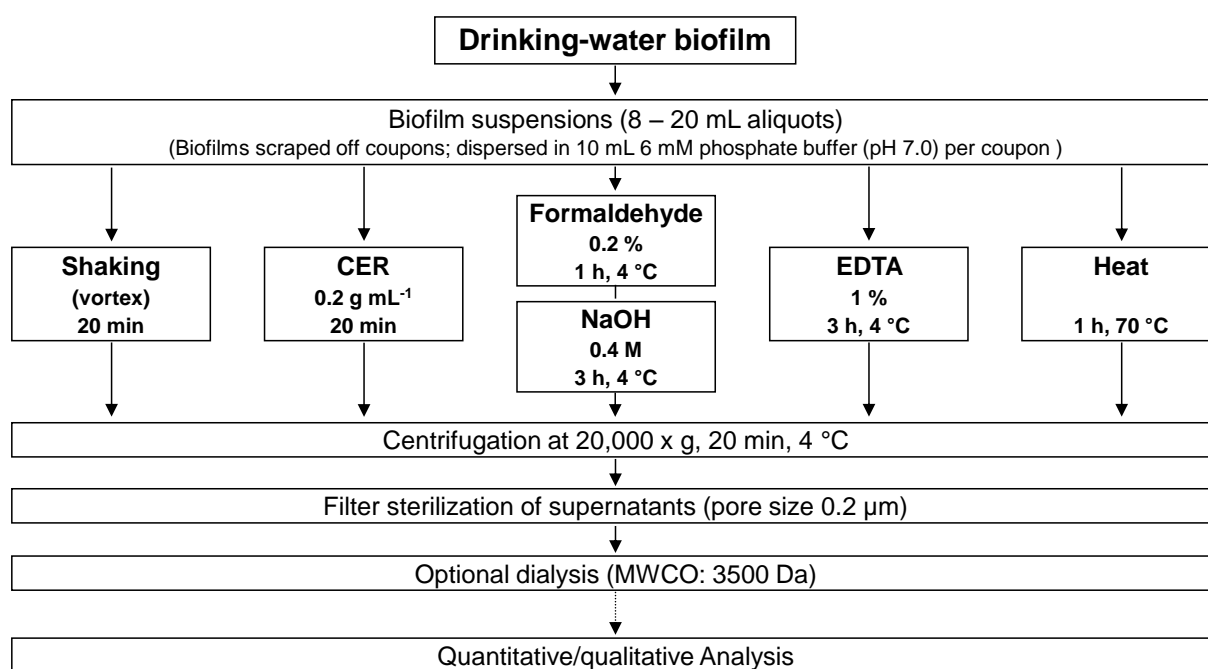 Drinking-water biofilm
Biofilm suspensions (8 – 20 mL aliquots)
(Biofilms scraped off coupons; dispersed in 10 mL 6 mM phosphate buffer (pH 7.0) per coupon )
Shaking
(vortex)
20 min
CER
0.2 g mL⁻¹
20 min
Formaldehyde
0.2 %
1 h, 4 °C
NaOH
0.4 M
3 h, 4 °C
EDTA
1 %
3 h, 4 °C
Heat
1 h, 70 °C
Centrifugation at 20,000 x g, 20 min, 4 °C
Filter sterilization of supernatants (pore size 0.2 µm)
Optional dialysis (MWCO: 3500 Da)
Quantitative/qualitative Analysis